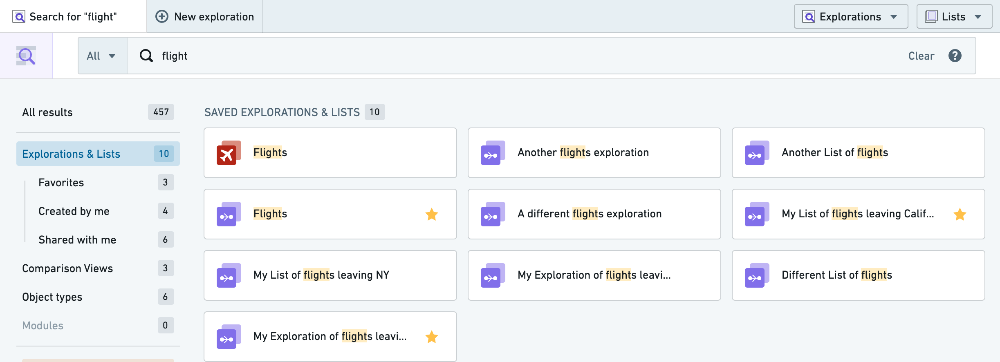 Search for "flight"
New exploration
Explorations
Lists
All
flight
Clear
?
All results 457
Explorations & Lists 10
Favorites 3
Created by me 4
Shared with me 6
Comparison Views 3
Object types 6
Modules 0
SAVED EXPLORATIONS & LISTS 10
Flights
Another flights exploration
Another List of flights
Flights
A different flights exploration
My List of flights leaving Calif...
My List of flights leaving NY
My Exploration of flights leavi...
Different List of flights
My Exploration of flights leavi...